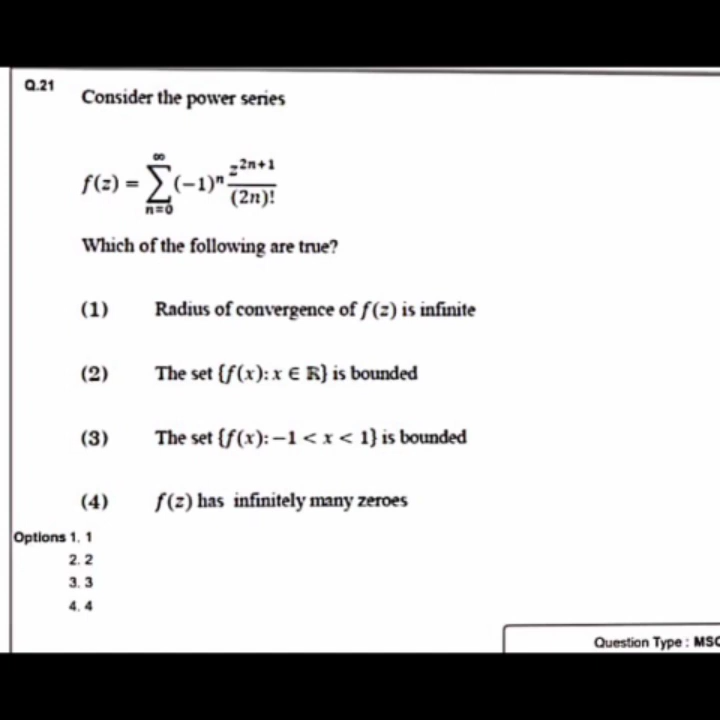 Q.21
Consider the power series
f(z) = ∑_{n=0}^{∞} (−1)^n z^{2n+1}/(2n)!
Which of the following are true?
(1) Radius of convergence of f(z) is infinite
(2) The set {f(x): x ∈ ℝ} is bounded
(3) The set {f(x): −1 < x < 1} is bounded
(4) f(z) has infinitely many zeroes
Options 1. 1
2. 2
3. 3
4. 4
Question Type : MSQ